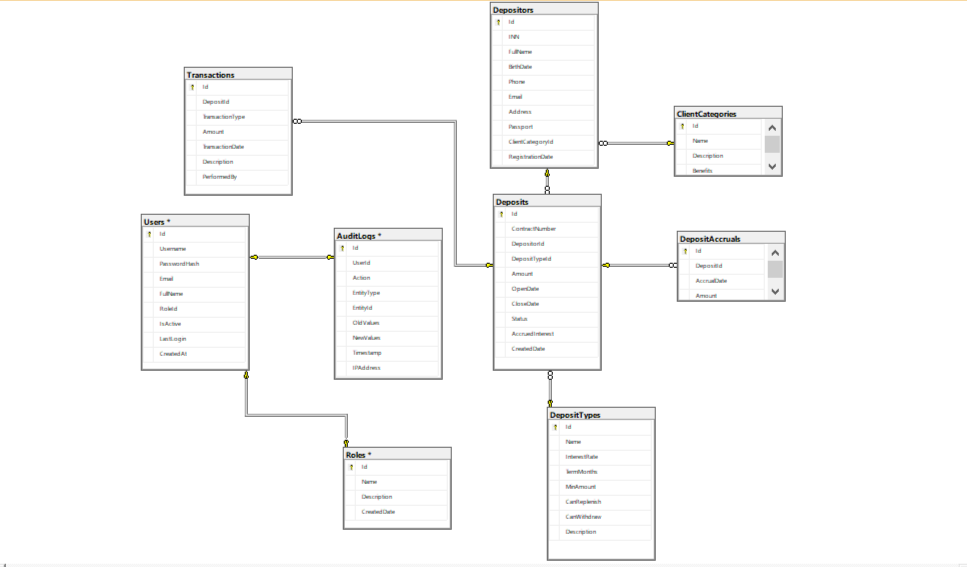 Depositors
Id
INN
FullName
BirthDate
Phone
Email
Address
Passport
ClientCategoryId
RegistrationDate
Transactions
Id
DepositId
TransactionType
Amount
TransactionDate
Description
PerformedBy
ClientCategories
Id
Name
Description
Benefits
Deposits
Id
ContractNumber
DepositorId
DepositTypeId
Amount
OpenDate
CloseDate
Status
AccruedInterest
CreatedDate
Users *
Id
Username
PasswordHash
Email
FullName
RoleId
IsActive
LastLogin
CreatedAt
AuditLogs *
Id
UserId
Action
EntityType
EntityId
OldValues
NewValues
Timestamp
IPAddress
DepositAccruals
Id
DepositId
AccrualDate
Amount
DepositTypes
Id
Name
InterestRate
TermMonths
MinAmount
CanReplenish
CanWithdraw
Description
Roles *
Id
Name
Description
CreatedDate